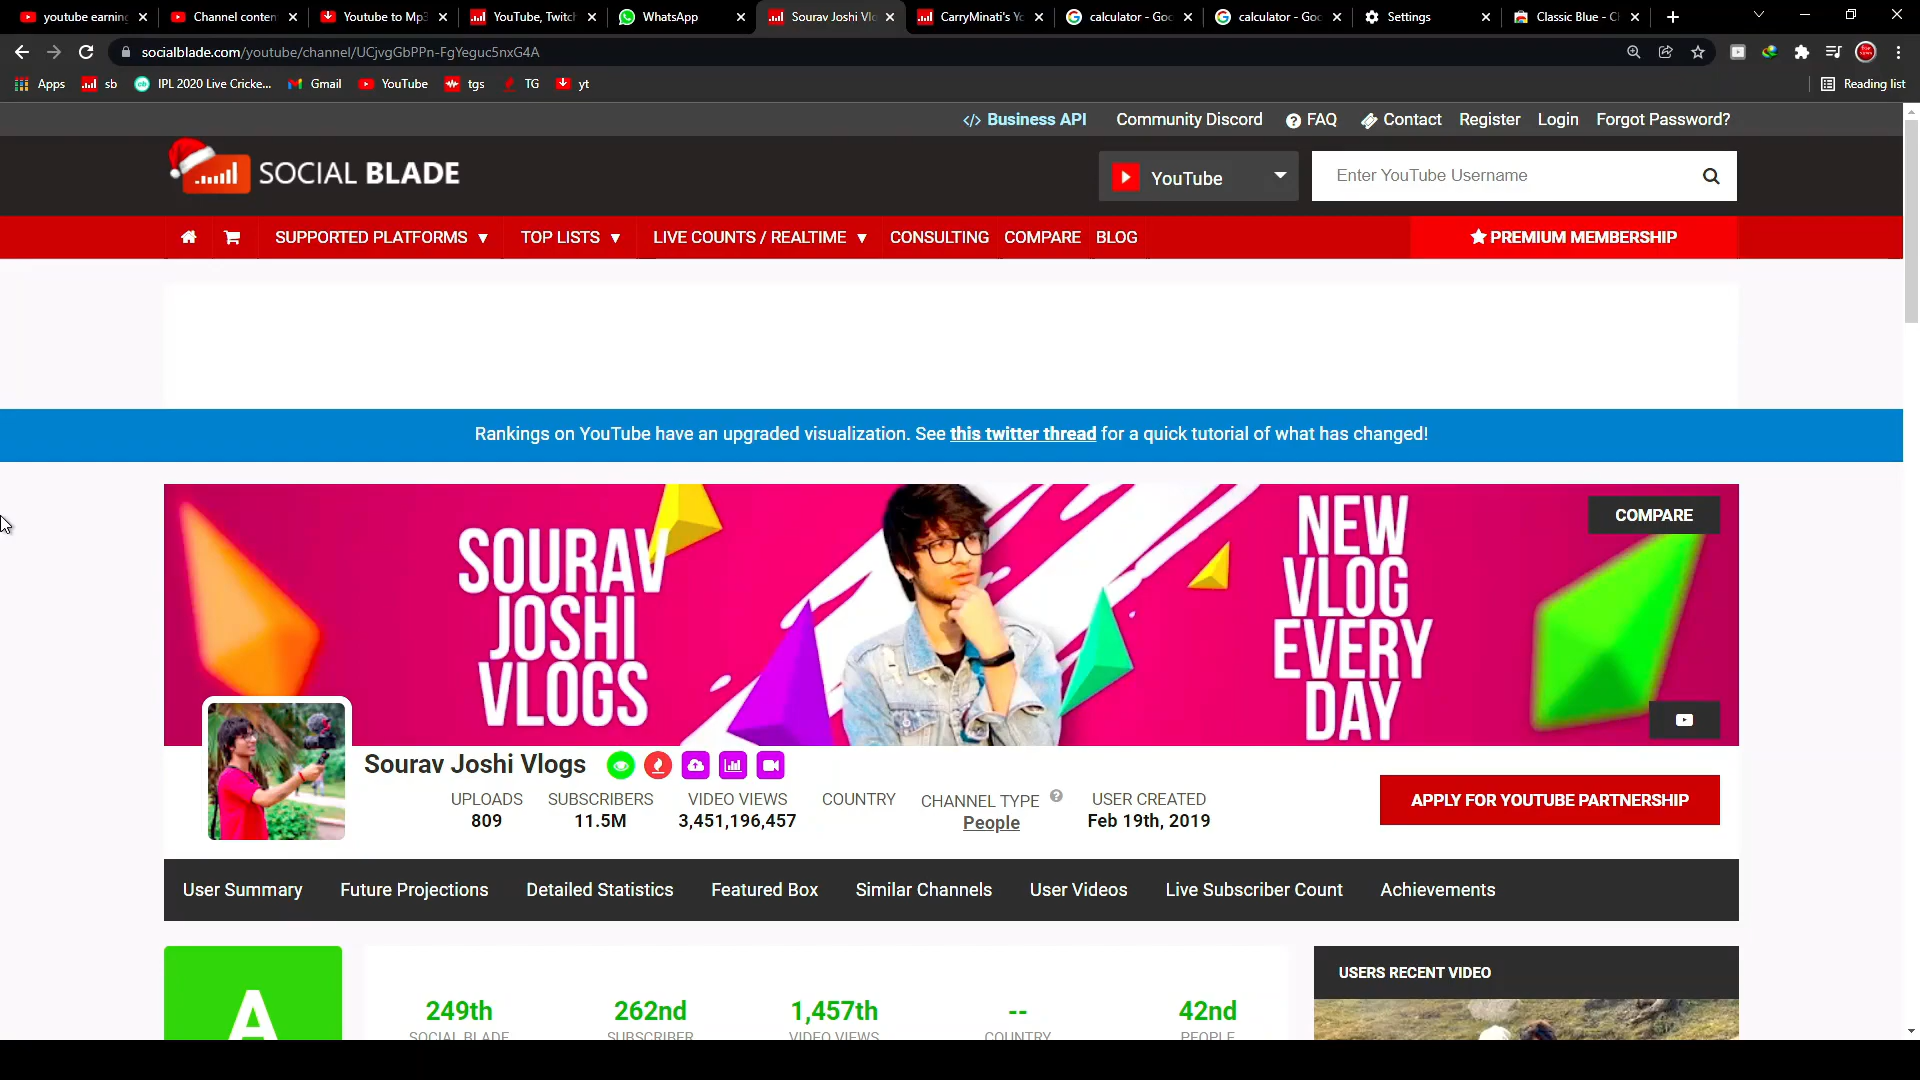 youtube earnin
Channel conten
Youtube to Mp3
YouTube, Twitch
WhatsApp
Sourav Joshi Vlo
CarryMinati's Yo
calculator - Goo
calculator - Goo
Settings
Classic Blue - C
socialblade.com/youtube/channel/UCjvgGbPPn-FgYeguc5nxG4A
Apps
sb
IPL 2020 Live Cricke...
Gmail
YouTube
tgs
TG
yt
Reading list
</> Business API
Community Discord
FAQ
Contact
Register
Login
Forgot Password?
SOCIAL BLADE
YouTube
Enter YouTube Username
SUPPORTED PLATFORMS
TOP LISTS
LIVE COUNTS / REALTIME
CONSULTING
COMPARE
BLOG
PREMIUM MEMBERSHIP
Rankings on YouTube have an upgraded visualization. See this twitter thread for a quick tutorial of what has changed!
SOURAV
JOSHI
VLOGS
NEW
VLOG
EVERY
DAY
COMPARE
Sourav Joshi Vlogs
UPLOADS
809
SUBSCRIBERS
11.5M
VIDEO VIEWS
3,451,196,457
COUNTRY
CHANNEL TYPE
People
USER CREATED
Feb 19th, 2019
APPLY FOR YOUTUBE PARTNERSHIP
User Summary
Future Projections
Detailed Statistics
Featured Box
Similar Channels
User Videos
Live Subscriber Count
Achievements
A
249th
SOCIAL BLADE
262nd
SUBSCRIBER
1,457th
VIDEO VIEWS
--
COUNTRY
42nd
PEOPLE
USERS RECENT VIDEO